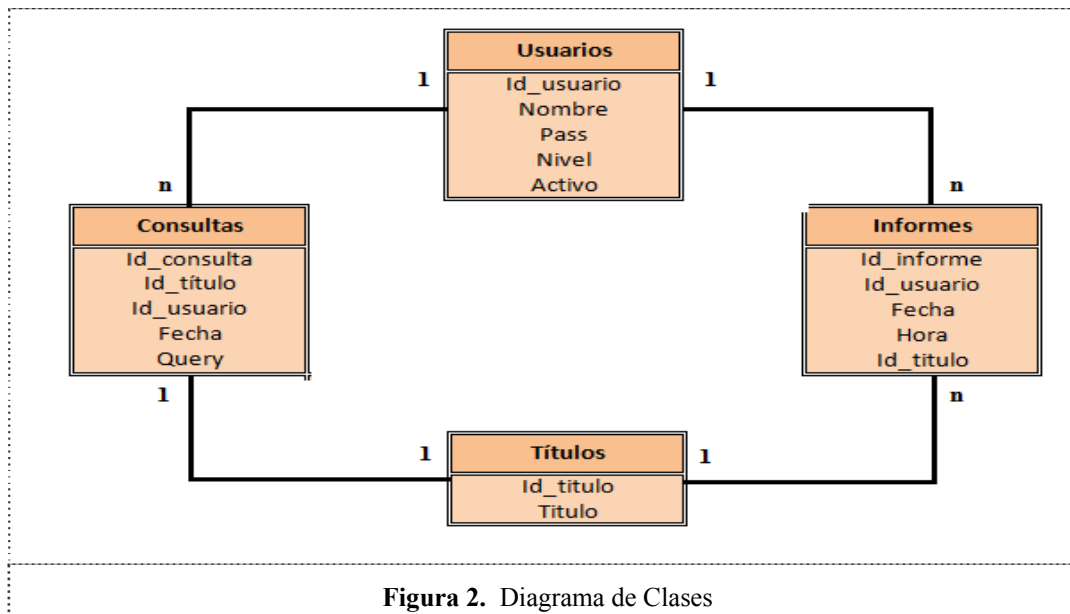 Usuarios
1
1
Id_usuario
Nombre
Pass
Nivel
Activo
n
n
Consultas
Id_consulta
Id_título
Id_usuario
Fecha
Query
Informes
Id_informe
Id_usuario
Fecha
Hora
Id_titulo
1
n
1
1
Títulos
Id_titulo
Titulo
Figura 2. Diagrama de Clases